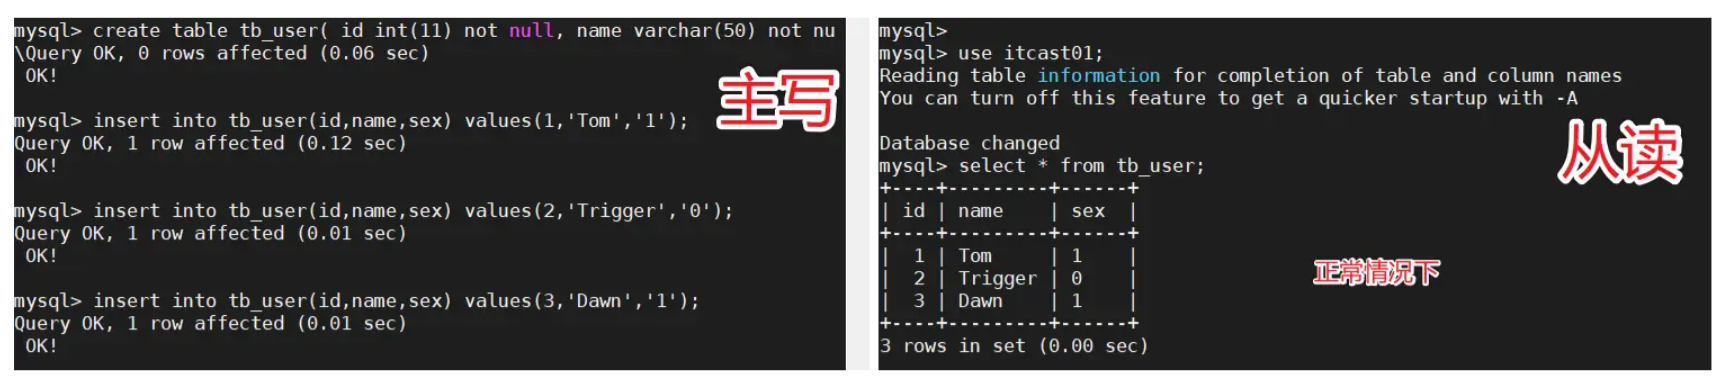 mysql> create table tb_user( id int(11) not null, name varchar(50) not nu
\Query OK, 0 rows affected (0.06 sec)
OK!
主写
mysql> insert into tb_user(id,name,sex) values(1,'Tom','1');
Query OK, 1 row affected (0.12 sec)
OK!
mysql> insert into tb_user(id,name,sex) values(2,'Trigger','0');
Query OK, 1 row affected (0.01 sec)
OK!
mysql> insert into tb_user(id,name,sex) values(3,'Dawn','1');
Query OK, 1 row affected (0.01 sec)
OK!
mysql>
mysql> use itcast01;
Reading table information for completion of table and column names
You can turn off this feature to get a quicker startup with -A
Database changed
从读
mysql> select * from tb_user;
+----+---------+------+
| id | name    | sex  |
+----+---------+------+
|  1 | Tom     | 1    |
|  2 | Trigger | 0    |
|  3 | Dawn    | 1    |
+----+---------+------+
正常情况下
3 rows in set (0.00 sec)